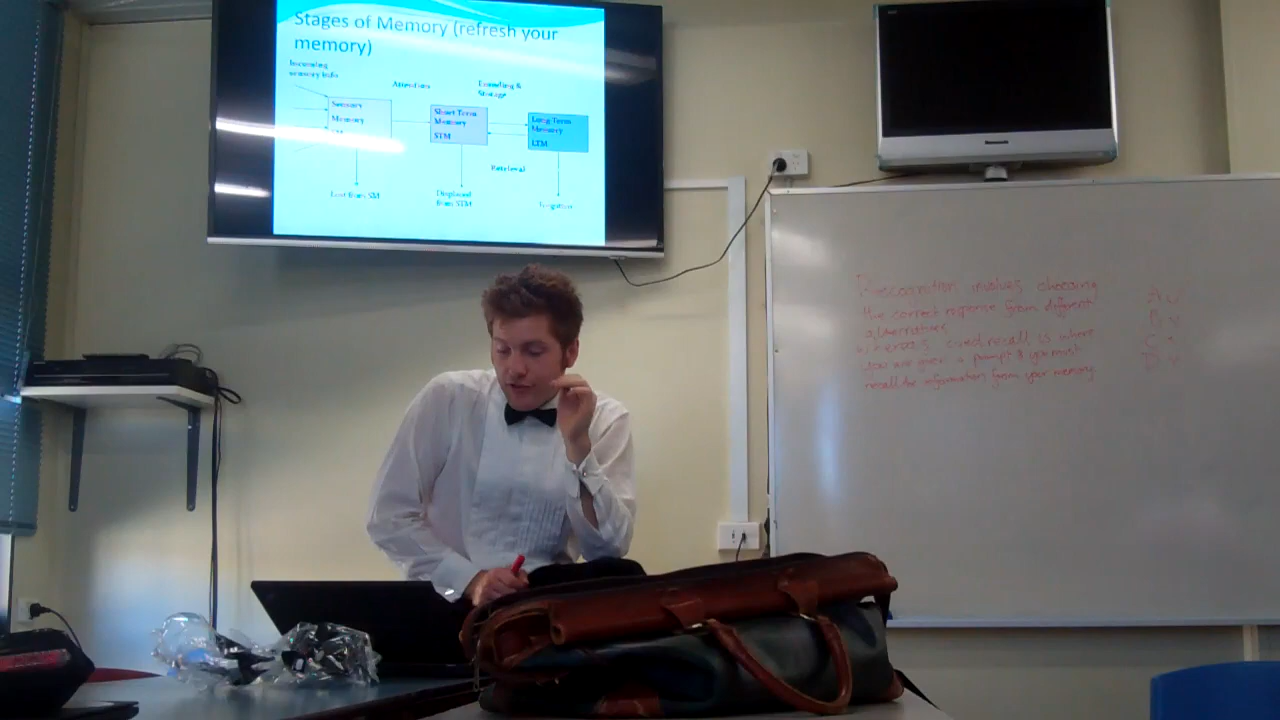 Stages of Memory (refresh your
memory)
Incoming
sensory info
Attention
Encoding &
Storage
Sensory
Memory
Short Term
Memory
STM
Long-Term
Memory
LTM
Retrieval
Lost from SM
Displaced
from STM
Recognition involves choosing
the correct response from different
alternatives
whereas cued recall is where
you are given a prompt & you must
recall the information from your memory